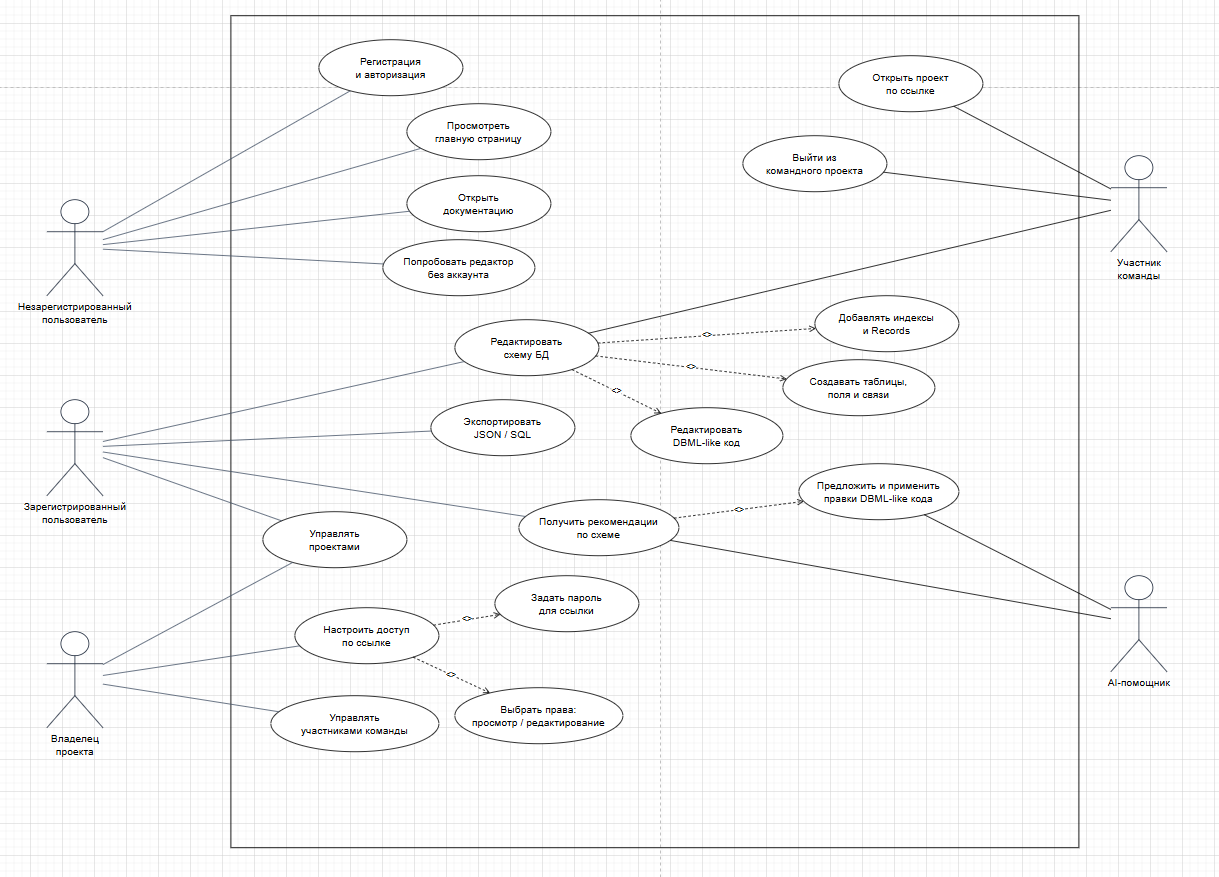 Регистрация
и авторизация
Просмотреть
главную страницу
Открыть
документацию
Попробовать редактор
без аккаунта
Незарегистрированный
пользователь
Открыть проект
по ссылке
Выйти из
командного проекта
Участник
команды
Редактировать
схему БД
Добавлять индексы
и Records
Создавать таблицы,
поля и связи
Редактировать
DBML-like код
Экспортировать
JSON / SQL
Зарегистрированный
пользователь
Предложить и применить
правки DBML-like кода
Получить рекомендации
по схеме
Управлять
проектами
Задать пароль
для ссылки
Настроить доступ
по ссылке
AI-помощник
Выбрать права:
просмотр / редактирование
Управлять
участниками команды
Владелец
проекта